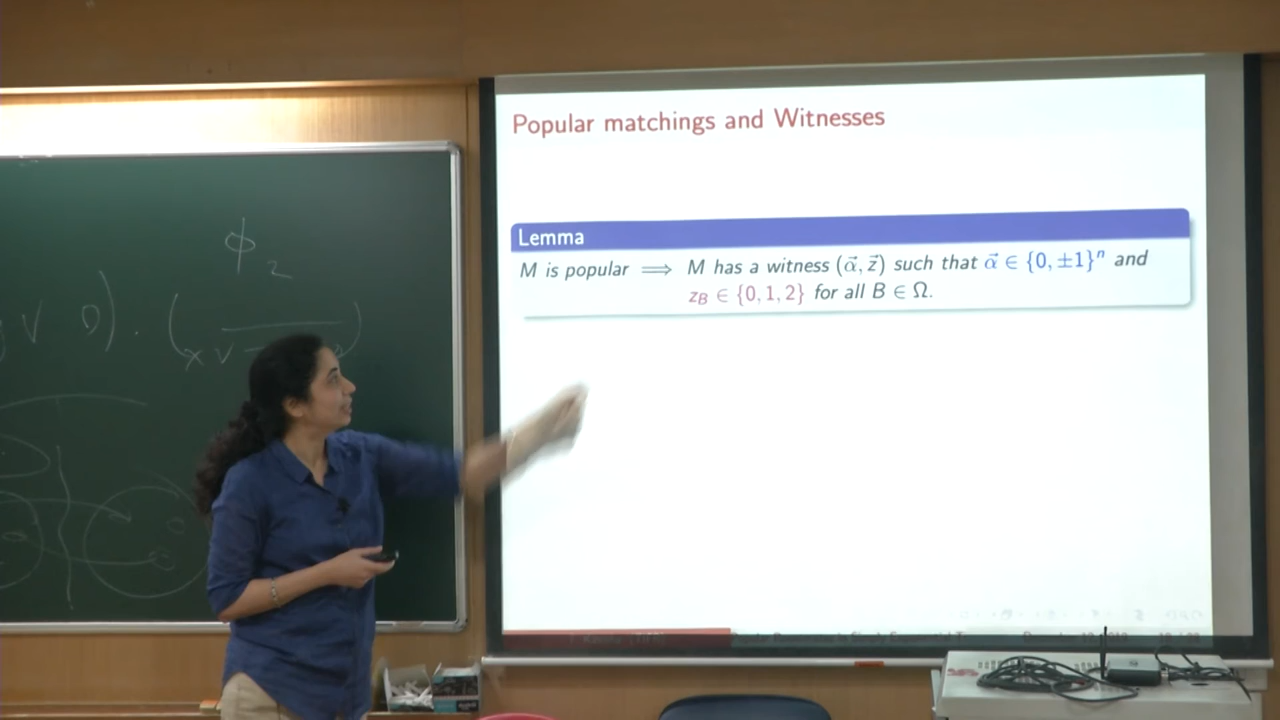 ϕ₂
V D). (
x V
Popular matchings and Witnesses
Lemma
M is popular ⟹ M has a witness (α⃗, z⃗) such that α⃗ ∈ {0, ±1}ⁿ and
z_B ∈ {0, 1, 2} for all B ∈ Ω.